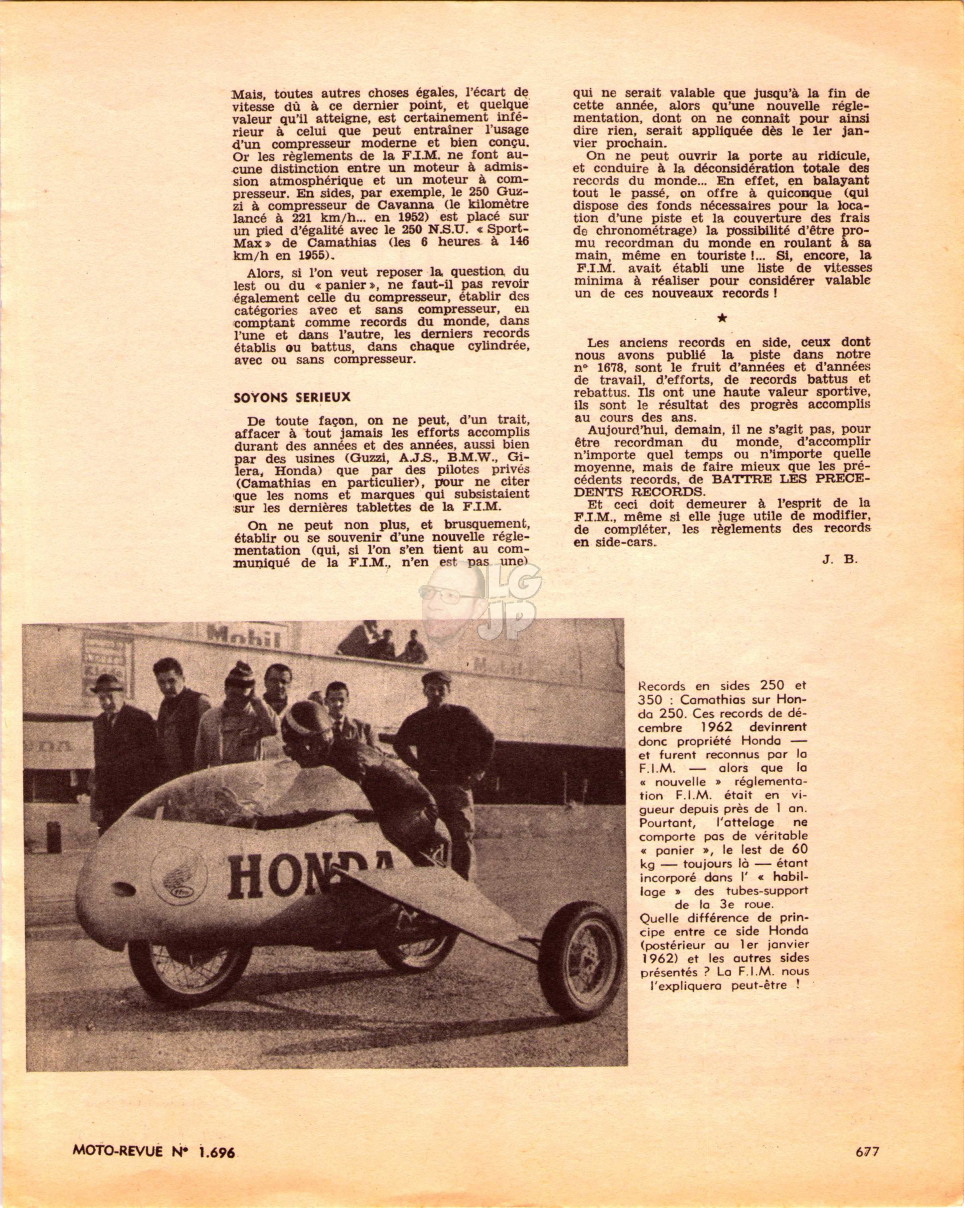 Mais, toutes autres choses égales, l'écart de
vitesse dû à ce dernier point, et quelque
valeur qu'il atteigne, est certainement infé-
rieur à celui que peut entraîner l'usage
d'un compresseur moderne et bien conçu.
Or les règlements de la F.I.M. ne font au-
cune distinction entre un moteur à admis-
sion atmosphérique et un moteur à com-
presseur. En sides, par exemple, le 250 Guz-
zi à compresseur de Cavanna (le kilomètre
lancé à 221 km/h... en 1952) est placé sur
un pied d'égalité avec le 250 N.S.U. « Sport-
Max » de Camathias (les 6 heures à 146
km/h en 1955).
Alors, si l'on veut reposer la question du
lest ou du « panier », ne faut-il pas revoir
également celle du compresseur, établir des
catégories avec et sans compresseur, en
comptant comme records du monde, dans
l'une et dans l'autre, les derniers records
établis ou battus, dans chaque cylindrée,
avec ou sans compresseur.
SOYONS SERIEUX
De toute façon, on ne peut, d'un trait,
affacer à tout jamais les efforts accomplis
durant des années et des années, aussi bien
par des usines (Guzzi, A.J.S., B.M.W., Gi-
lera, Honda) que par des pilotes privés
(Camathias en particulier), pour ne citer
que les noms et marques qui subsistaient
sur les dernières tablettes de la F.I.M.
On ne peut non plus, et brusquement,
établir ou se souvenir d'une nouvelle régle-
mentation (qui, si l'on s'en tient au com-
muniqué de la F.I.M., n'en est pas une)
qui ne serait valable que jusqu'à la fin de
cette année, alors qu'une nouvelle régle-
mentation, dont on ne connaît pour ainsi
dire rien, serait appliquée dès le 1er jan-
vier prochain.
On ne peut ouvrir la porte au ridicule,
et conduire à la déconsidération totale des
records du monde... En effet, en balayant
tout le passé, on offre à quiconque (qui
dispose des fonds nécessaires pour la loca-
tion d'une piste et la couverture des frais
de chronométrage) la possibilité d'être pro-
mu recordman du monde en roulant à sa
main, même en touriste !... Si, encore, la
F.I.M. avait établi une liste de vitesses
minima à réaliser pour considérer valable
un de ces nouveaux records !
★
Les anciens records en side, ceux dont
nous avons publié la piste dans notre
n° 1678, sont le fruit d'années et d'années
de travail, d'efforts, de records battus et
rebattus. Ils ont une haute valeur sportive,
ils sont le résultat des progrès accomplis
au cours des ans.
Aujourd'hui, demain, il ne s'agit pas, pour
être recordman du monde, d'accomplir
n'importe quel temps ou n'importe quelle
moyenne, mais de faire mieux que les pré-
cédents records, de BATTRE LES PRECE-
DENTS RECORDS.
Et ceci doit demeurer à l'esprit de la
F.I.M., même si elle juge utile de modifier,
de compléter, les règlements des records
en side-cars.
J. B.
LG
JP
Mobil
Mobil
HONDA
Records en sides 250 et
350 : Camathias sur Hon-
da 250. Ces records de dé-
cembre 1962 devinrent
donc propriété Honda —
et furent reconnus par la
F.I.M. — alors que la
« nouvelle » réglementa-
tion F.I.M. était en vi-
gueur depuis près de 1 an.
Pourtant, l'attelage ne
comporte pas de véritable
« panier », le lest de 60
kg — toujours là — étant
incorporé dans l' « habil-
lage » des tubes-support
de la 3e roue.
Quelle différence de prin-
cipe entre ce side Honda
(postérieur au 1er janvier
1962) et les autres sides
présentés ? La F.I.M. nous
l'expliquera peut-être !
MOTO-REVUE N° 1.696
677